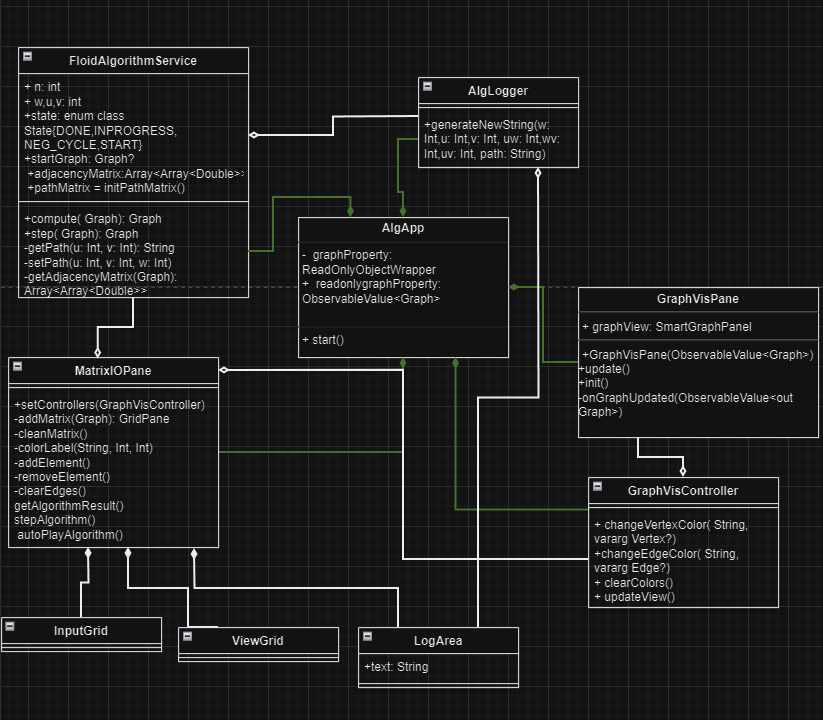 FloidAlgorithmService
+ n: int
+ w,u,v: int
+state: enum class
State{DONE,INPROGRESS,
NEG_CYCLE,START}
+startGraph: Graph?
+adjacencyMatrix:Array<Array<Double>>
+pathMatrix = initPathMatrix()
+compute( Graph): Graph
+step( Graph): Graph
-getPath(u: Int, v: Int): String
-setPath(u: Int, v: Int, w: Int)
-getAdjacencyMatrix(Graph):
Array<Array<Double>>
AlgLogger
+generateNewString(w:
Int,u: Int,v: Int, uw: Int,wv:
Int,uv: Int, path: String)
AlgApp
- graphProperty:
ReadOnlyObjectWrapper
+ readonlygraphProperty:
ObservableValue<Graph>
+ start()
GraphVisPane
+ graphView: SmartGraphPanel
+GraphVisPane(ObservableValue<Graph>)
+update()
+init()
-onGraphUpdated(ObservableValue<out
Graph>)
MatrixIOPane
+setControllers(GraphVisController)
-addMatrix(Graph): GridPane
-cleanMatrix()
-colorLabel(String, Int, Int)
-addElement()
-removeElement()
-clearEdges()
getAlgorithmResult()
stepAlgorithm()
autoPlayAlgorithm()
GraphVisController
+ changeVertexColor( String,
vararg Vertex?)
+changeEdgeColor( String,
vararg Edge?)
+ clearColors()
+ updateView()
InputGrid
ViewGrid
LogArea
+text: String